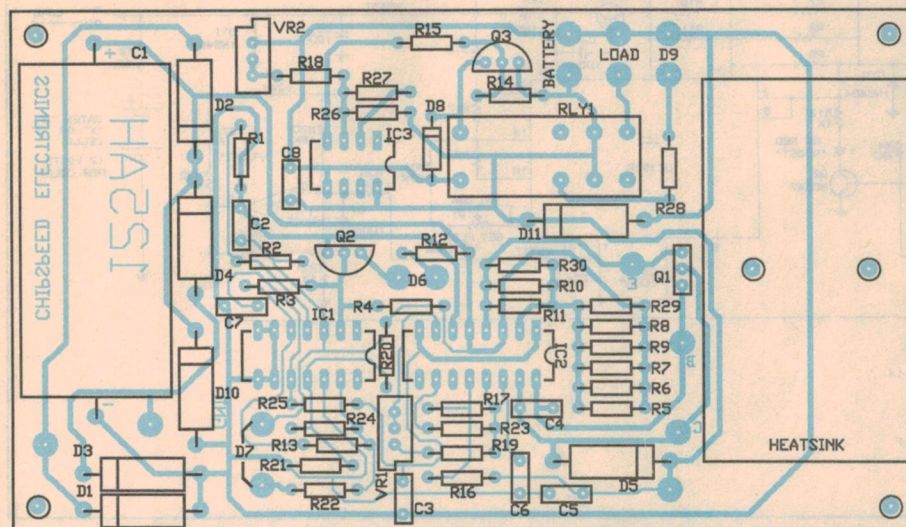 VR2
R15
Q3
BATTERY
LOAD
D9
C1
+
R18
R27
R14
D2
R26
D8
RLY1
IC3
R1
C8
CHIPSPEED ELECTRONICS
12SAH
R28
C2
D11
Q2
R12
R2
D4
D6
R30
Q1
E
R3
R10
C7
R4
R11
R29
IC1
R8
IC2
R20
R9
B
R7
D10
R6
-
R25
R17
C4
R5
R24
R23
C
R13
R19
HEATSINK
D3
D7
R21
VR1
D5
D1
R22
R16
C3
C6
C5